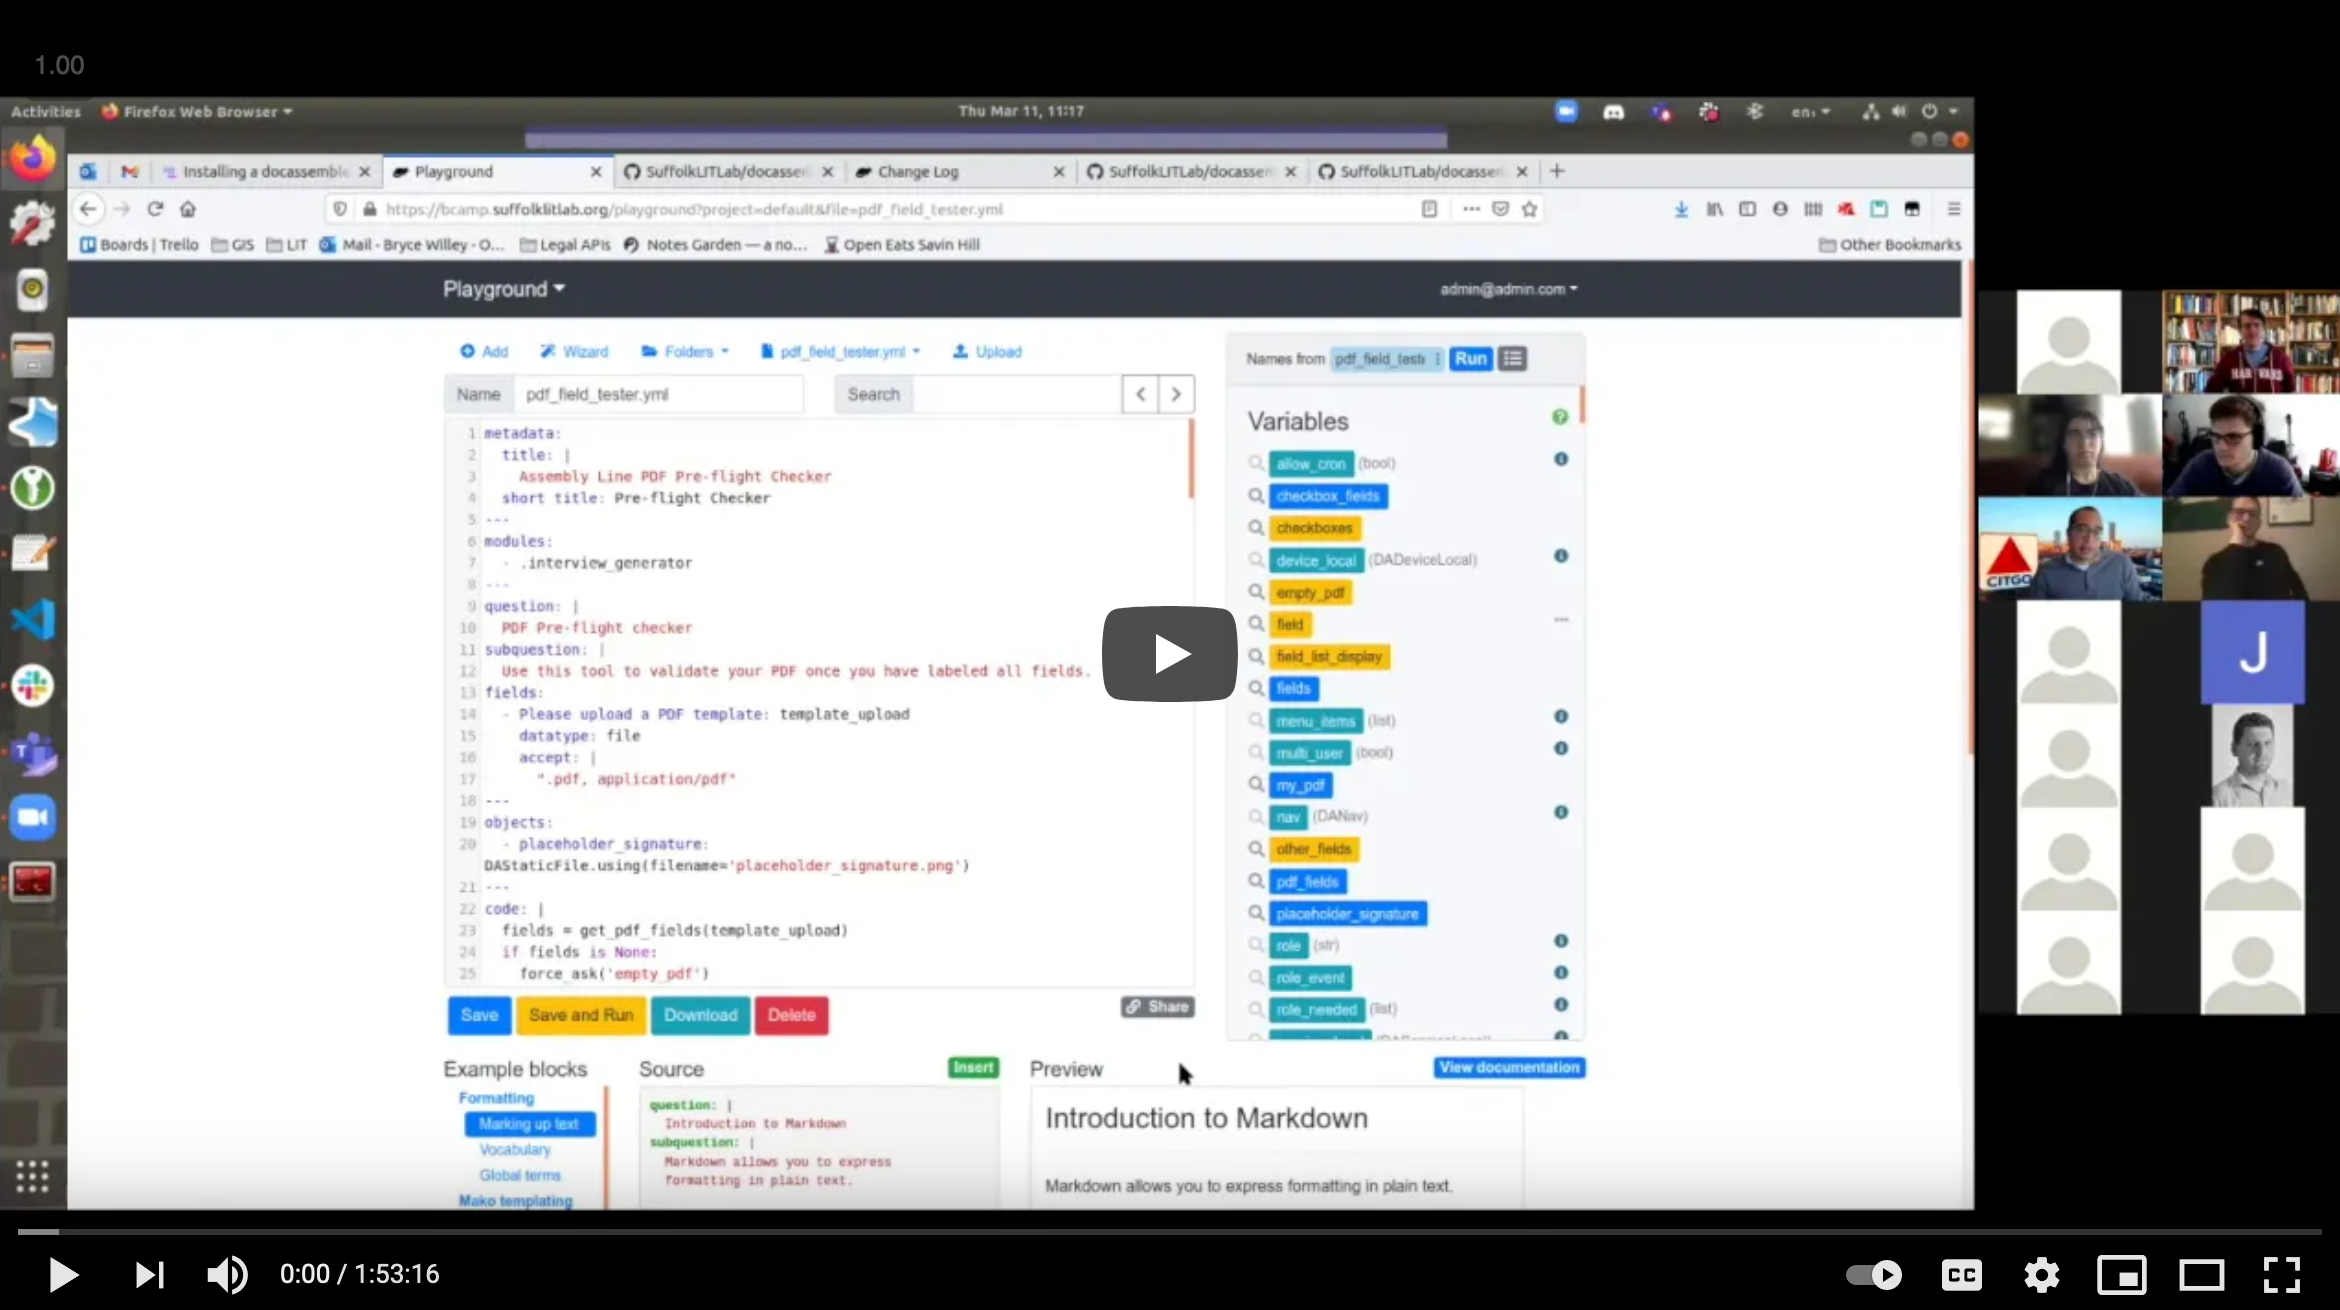 1.00
Activities Firefox Web Browser Thu Mar 11, 11:17 en₁
Installing a docassemble Playground SuffolkLITLab/docassem Change Log SuffolkLITLab/docassem SuffolkLITLab/docassem
https://bcamp.suffolklitlab.org/playground?project=default&file=pdf_field_tester.yml
Boards | Trello GIS LIT Mail - Bryce Willey - O... Legal APIs Notes Garden — a no... Open Eats Savin Hill Other Bookmarks
Playground admin@admin.com
Add Wizard Folders pdf_field_tester.yml Upload
Name pdf_field_tester.yml Search
1 metadata:
2 title: |
3 Assembly Line PDF Pre-flight Checker
4 short title: Pre-flight Checker
5 ---
6 modules:
7 - .interview_generator
8 ---
9 question: |
10 PDF Pre-flight checker
11 subquestion: |
12 Use this tool to validate your PDF once you have labeled all fields.
13 fields:
14 - Please upload a PDF template: template_upload
15 datatype: file
16 accept: |
17 ".pdf, application/pdf"
18 ---
19 objects:
20 - placeholder_signature:
DAStaticFile.using(filename='placeholder_signature.png')
21 ---
22 code: |
23 fields = get_pdf_fields(template_upload)
24 if fields is None:
25 force_ask('empty_pdf')
Save Save and Run Download Delete Share
Names from pdf_field_teste Run
Variables
allow_cron (bool)
checkbox_fields
checkboxes
device_local (DADeviceLocal)
empty_pdf
field
field_list_display
fields
menu_items (list)
multi_user (bool)
my_pdf
nav (DANav)
other_fields
pdf_fields
placeholder_signature
role (str)
role_event
role_needed (list)
Example blocks
Formatting
Marking up text
Vocabulary
Global terms
Mako templating
Source Insert
question: |
Introduction to Markdown
subquestion: |
Markdown allows you to express
formatting in plain text.
Preview View documentation
Introduction to Markdown
Markdown allows you to express formatting in plain text.
HARVARD
CITGO
J
0:00 / 1:53:16
CC